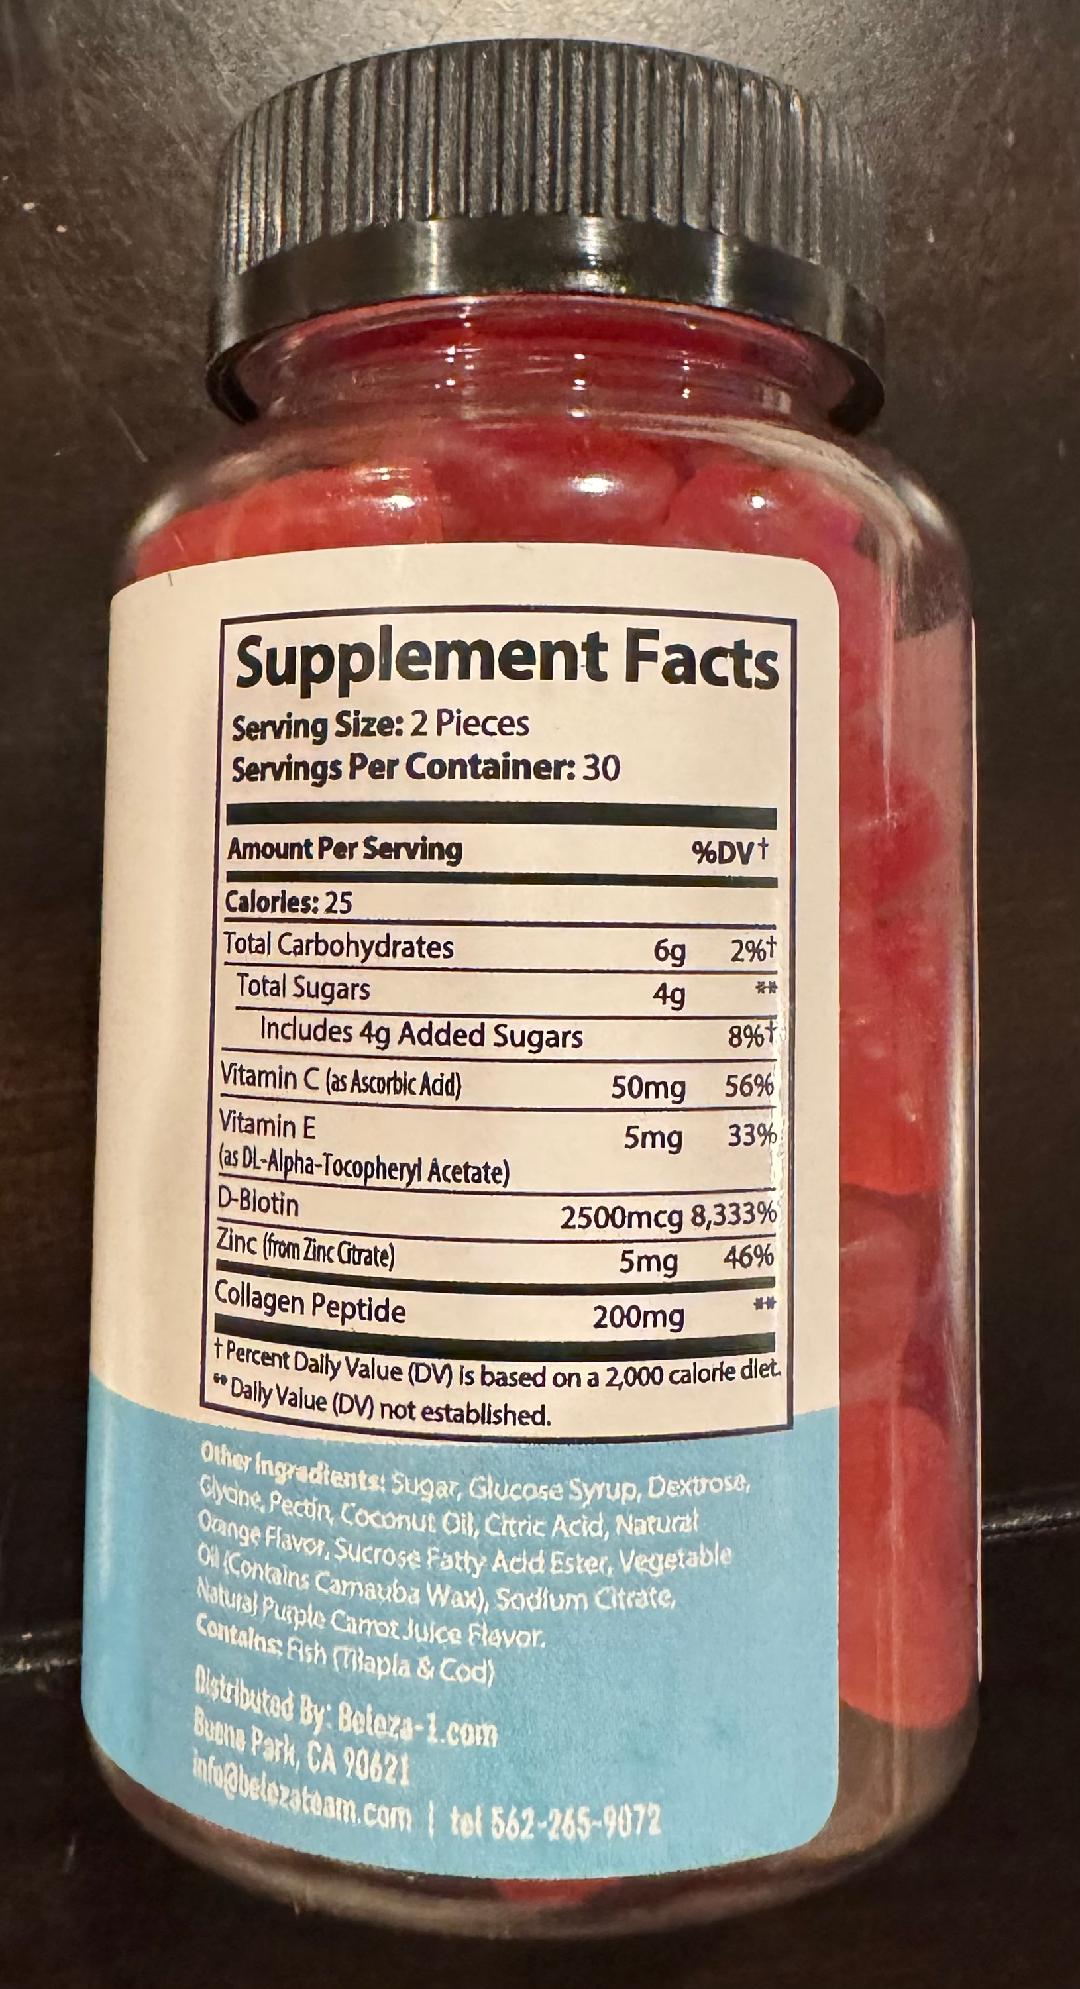 Supplement Facts
Serving Size: 2 Pieces
Servings Per Container: 30
Amount Per Serving %DV†
Calories: 25
Total Carbohydrates 6g 2%†
Total Sugars 4g **
Includes 4g Added Sugars 8%†
Vitamin C (as Ascorbic Acid) 50mg 56%
Vitamin E 5mg 33%
(as DL-Alpha-Tocopheryl Acetate)
D-Biotin 2500mcg 8,333%
Zinc (from Zinc Citrate) 5mg 46%
Collagen Peptide 200mg **
† Percent Daily Value (DV) is based on a 2,000 calorie diet.
** Daily Value (DV) not established.
Other Ingredients: Sugar, Glucose Syrup, Dextrose,
Glycine, Pectin, Coconut Oil, Citric Acid, Natural
Orange Flavor, Sucrose Fatty Acid Ester, Vegetable
Oil (Contains Carnauba Wax), Sodium Citrate,
Natural Purple Carrot Juice Flavor.
Contains: Fish (Tilapia & Cod)
Distributed By: Beleza-1.com
Buena Park, CA 90621
info@belezateam.com | tel 562-265-9072